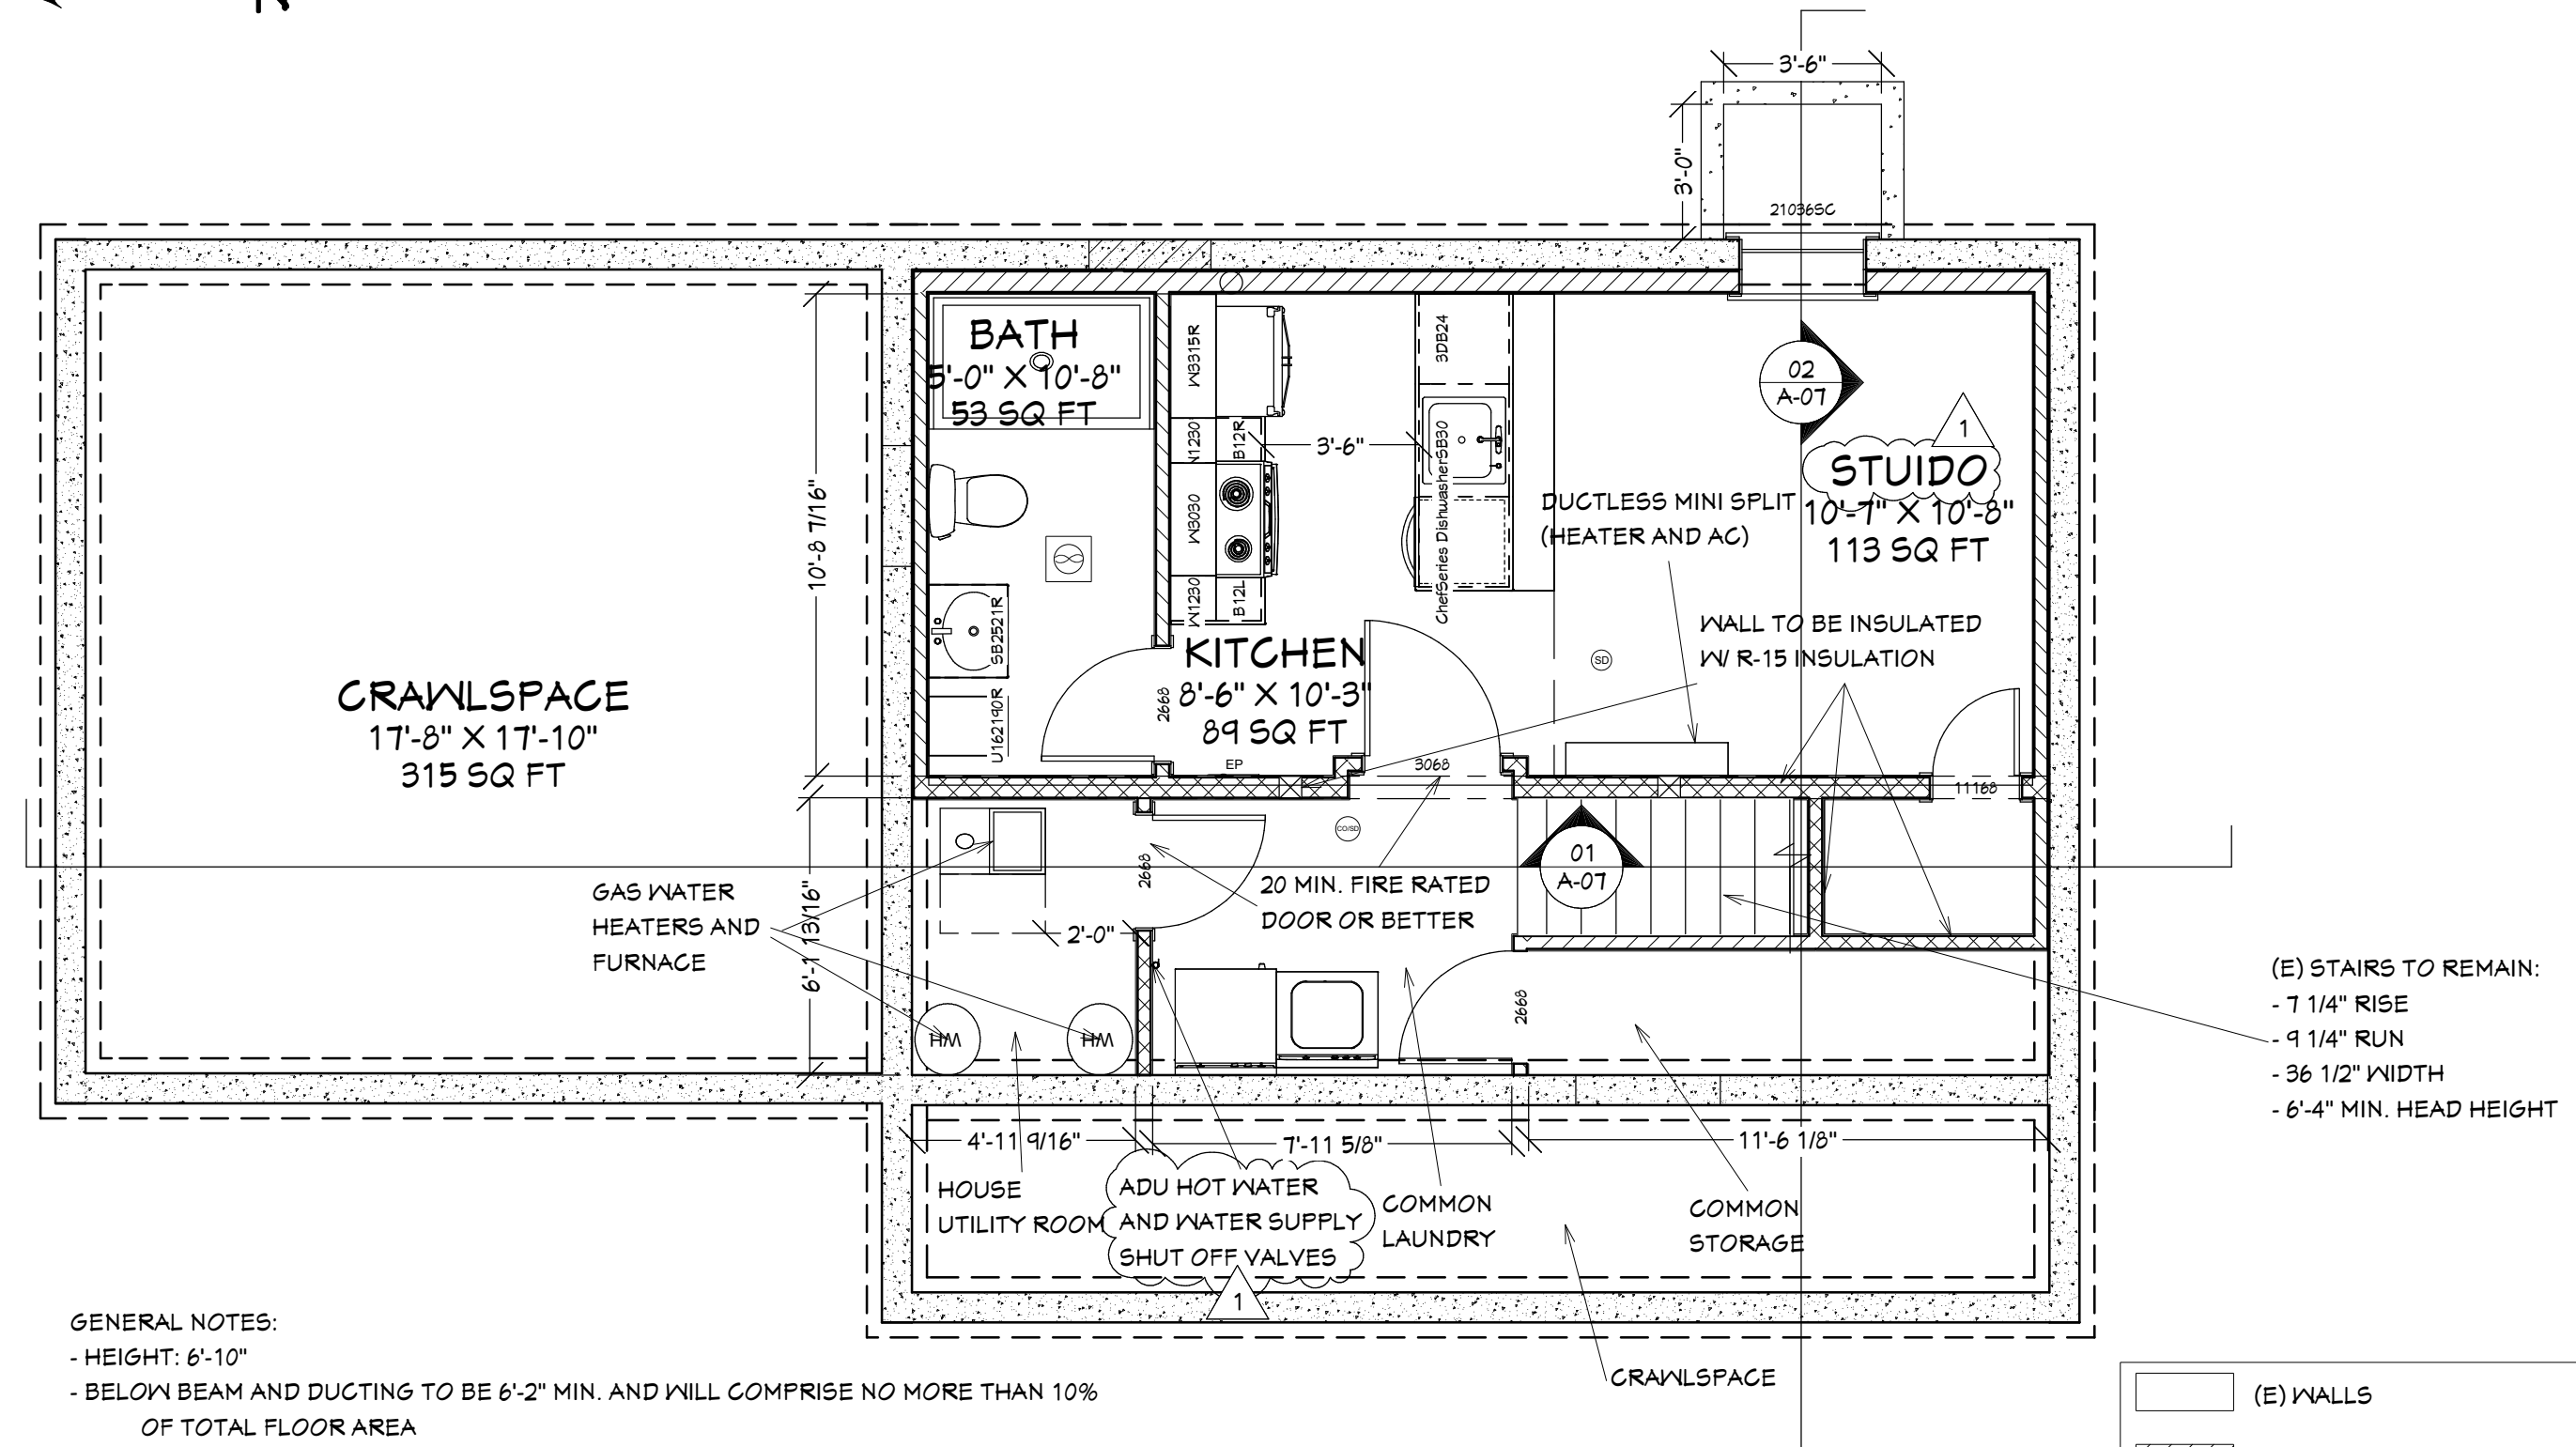 3'-6"
3'-0"
21036SC
BATH
5'-0" X 10'-8"
53 SQ FT
W3315R
3DB24
02
A-07
1
B12R
3'-6"
ChefSeries Dishwasher
SB30
STUIDO
10'-7" X 10'-8"
113 SQ FT
DUCTLESS MINI SPLIT
(HEATER AND AC)
10'-8 7/16"
W3030
W1230
B12L
SB2521R
U162190R
2668
KITCHEN
8'-6" X 10'-3"
89 SQ FT
EP
3068
SD
WALL TO BE INSULATED
W/ R-15 INSULATION
11168
CRAWLSPACE
17'-8" X 17'-10"
315 SQ FT
CO/SD
01
A-07
2668
GAS WATER
HEATERS AND
FURNACE
6'-1 13/16"
2'-0"
20 MIN. FIRE RATED
DOOR OR BETTER
2668
WH
WH
(E) STAIRS TO REMAIN:
- 7 1/4" RISE
- 9 1/4" RUN
- 36 1/2" WIDTH
- 6'-4" MIN. HEAD HEIGHT
4'-11 9/16"
7'-11 5/8"
11'-6 1/8"
HOUSE
UTILITY ROOM
ADU HOT WATER
AND WATER SUPPLY
SHUT OFF VALVES
1
COMMON
LAUNDRY
COMMON
STORAGE
CRAWLSPACE
GENERAL NOTES:
- HEIGHT: 6'-10"
- BELOW BEAM AND DUCTING TO BE 6'-2" MIN. AND WILL COMPRISE NO MORE THAN 10%
OF TOTAL FLOOR AREA
(E) WALLS